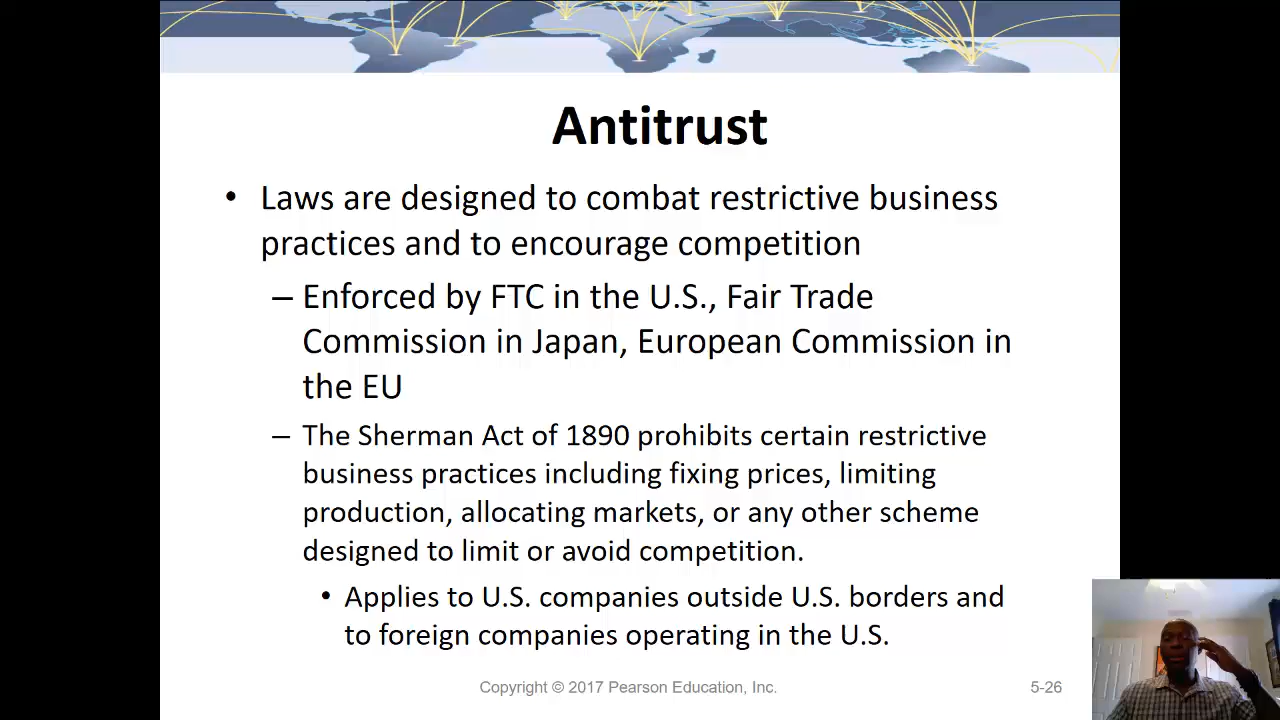 Antitrust
• Laws are designed to combat restrictive business
practices and to encourage competition
– Enforced by FTC in the U.S., Fair Trade
Commission in Japan, European Commission in
the EU
– The Sherman Act of 1890 prohibits certain restrictive
business practices including fixing prices, limiting
production, allocating markets, or any other scheme
designed to limit or avoid competition.
• Applies to U.S. companies outside U.S. borders and
to foreign companies operating in the U.S.
Copyright © 2017 Pearson Education, Inc.
5-26